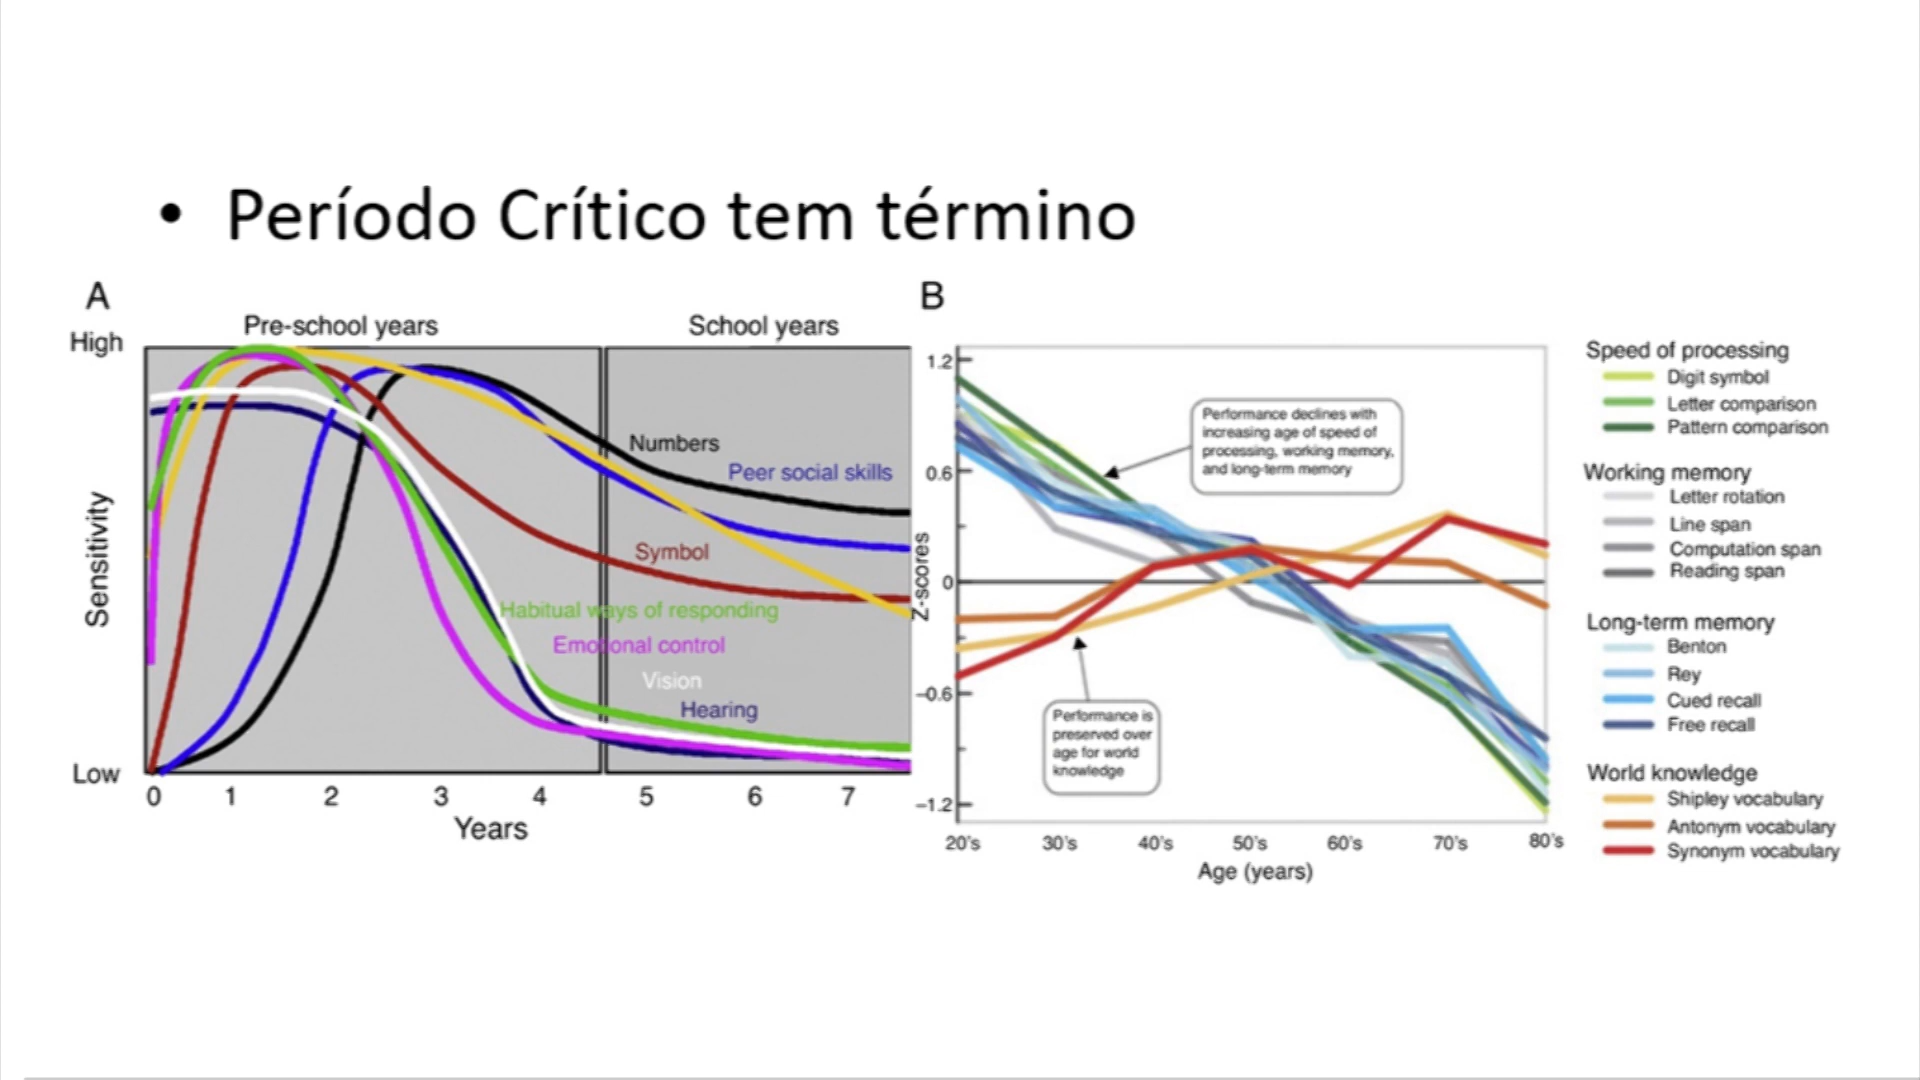 • Período Crítico tem término
A
Pre-school years
School years
High
Sensitivity
Low
Numbers
Peer social skills
Symbol
Habitual ways of responding
Emotional control
Vision
Hearing
0 1 2 3 4 5 6 7
Years
B
1.2
0.6
0
−0.6
−1.2
Z-scores
Performance declines with
increasing age of speed of
processing, working memory,
and long-term memory
Performance is
preserved over
age for world
knowledge
20's 30's 40's 50's 60's 70's 80's
Age (years)
Speed of processing
Digit symbol
Letter comparison
Pattern comparison
Working memory
Letter rotation
Line span
Computation span
Reading span
Long-term memory
Benton
Rey
Cued recall
Free recall
World knowledge
Shipley vocabulary
Antonym vocabulary
Synonym vocabulary